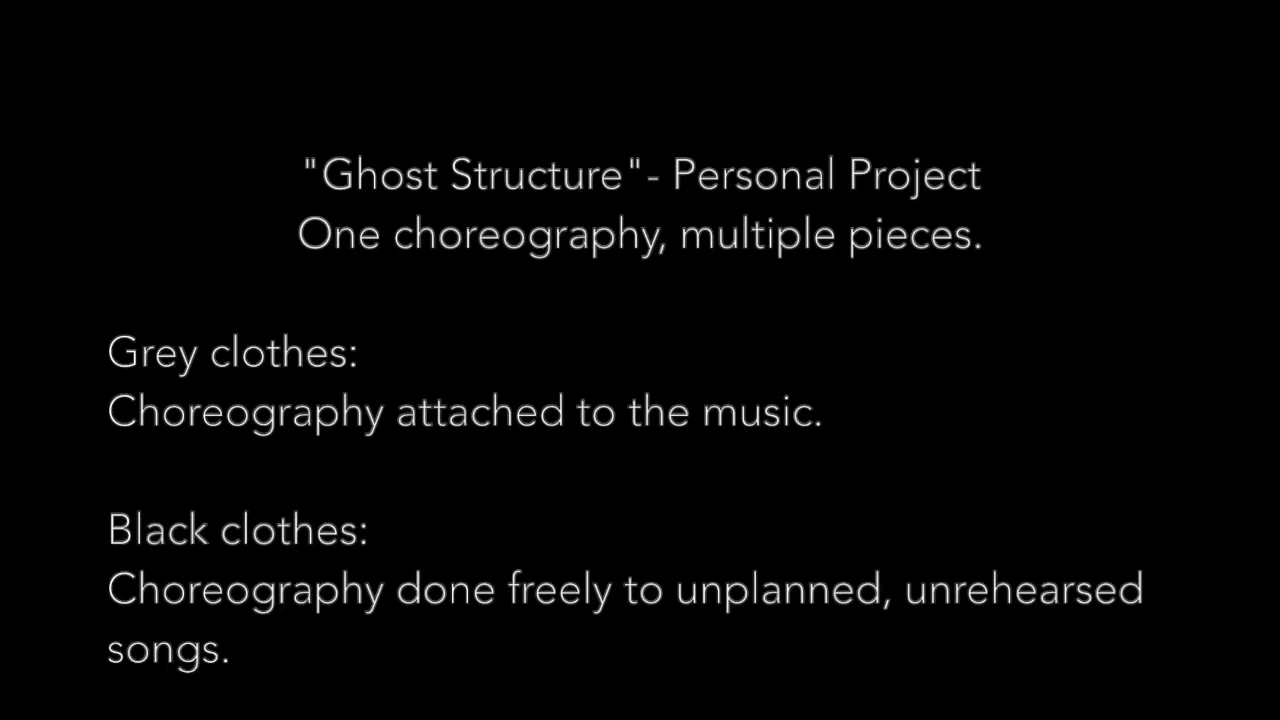 "Ghost Structure"- Personal Project
One choreography, multiple pieces.
Grey clothes:
Choreography attached to the music.
Black clothes:
Choreography done freely to unplanned, unrehearsed
songs.